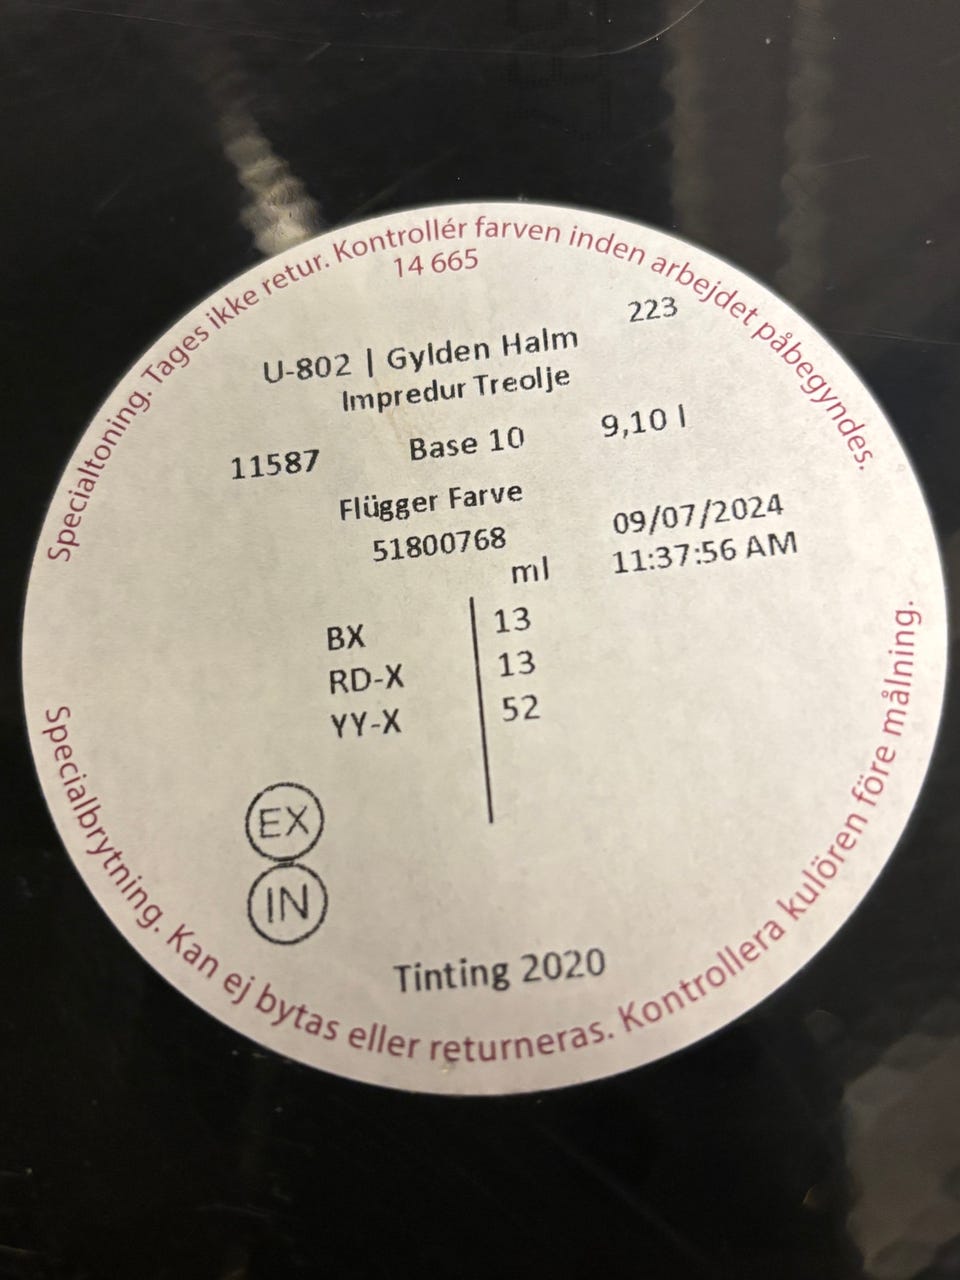 Specialtoning. Tages ikke retur. Kontrollér farven inden arbejdet påbegyndes.
14 665
223
U-802 | Gylden Halm
Impredur Treolje
11587 Base 10 9,10 l
Flügger Farve
51800768 09/07/2024
ml 11:37:56 AM
BX 13
RD-X 13
YY-X 52
EX
IN
Tinting 2020
Specialbrytning. Kan ej bytas eller returneras. Kontrollera kulören före målning.